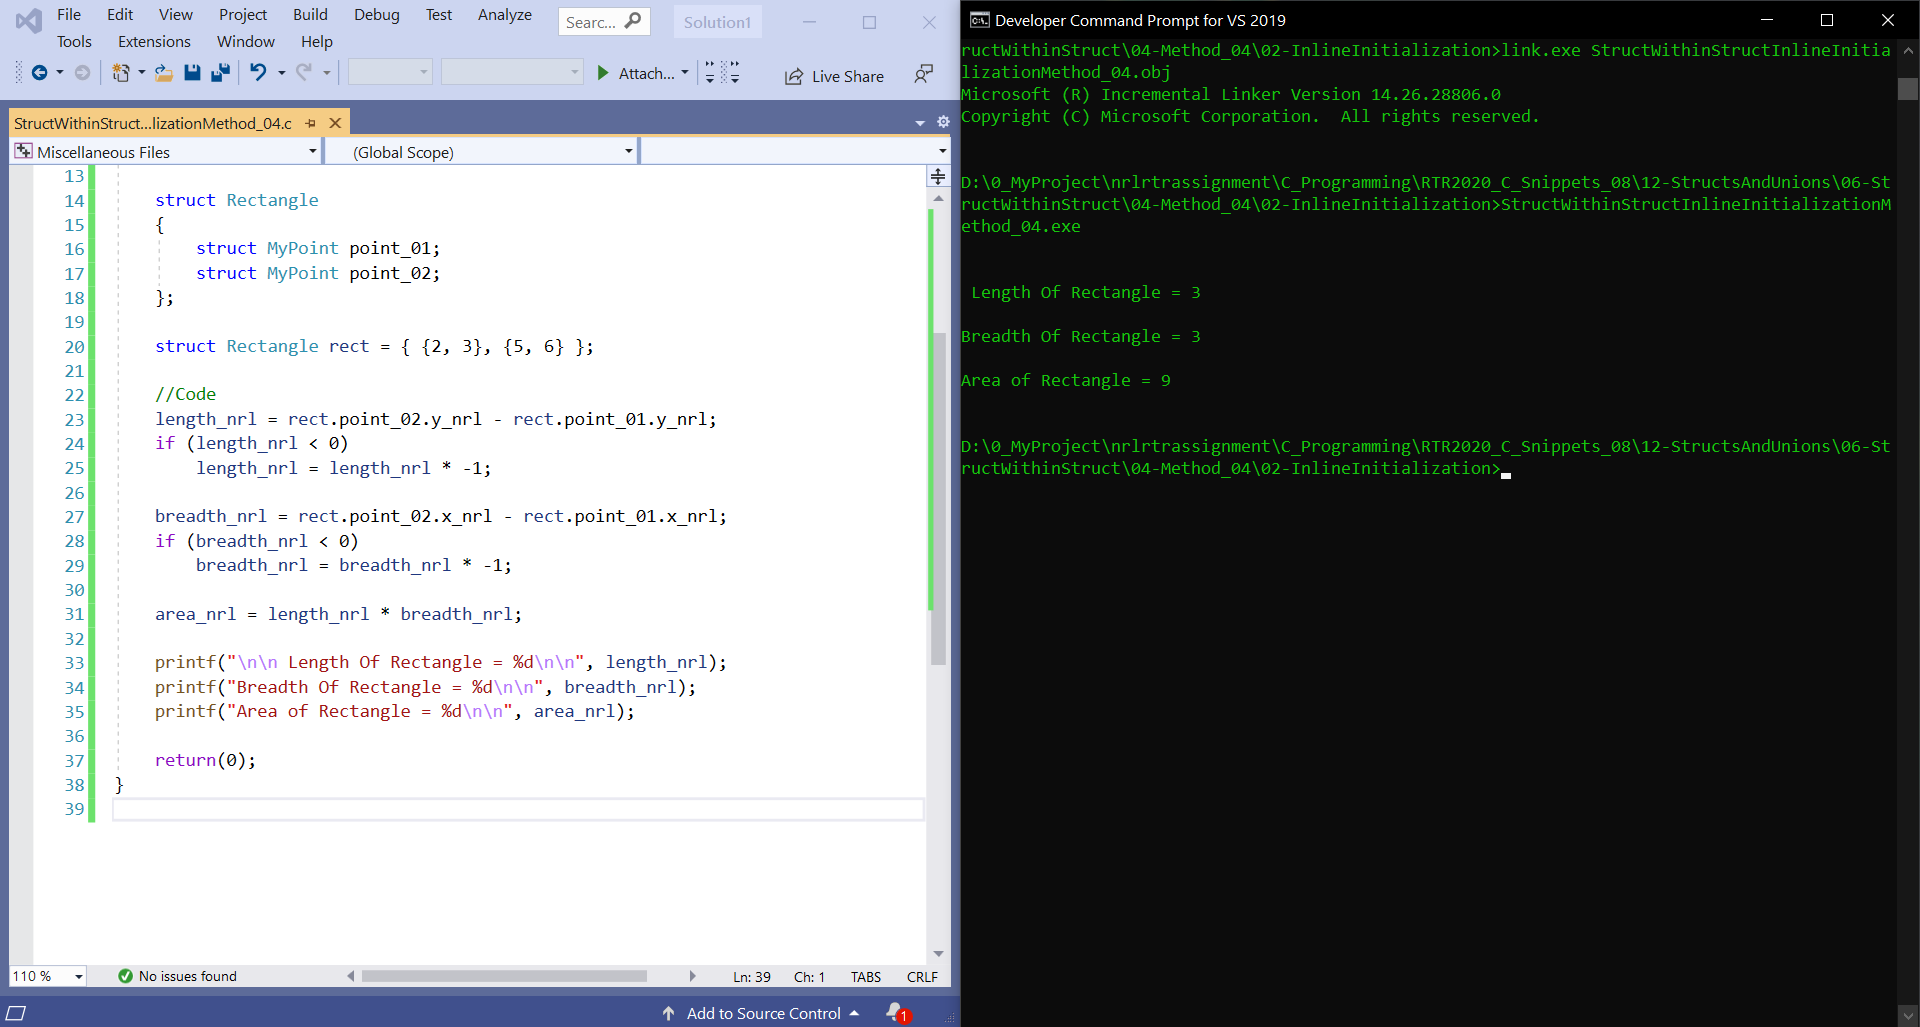 File Edit View Project Build Debug Test Analyze Searc... Solution1
Tools Extensions Window Help
Attach... Live Share
StructWithinStruct...lizationMethod_04.c
Miscellaneous Files (Global Scope)
13
14 struct Rectangle
15 {
16 struct MyPoint point_01;
17 struct MyPoint point_02;
18 };
19
20 struct Rectangle rect = { {2, 3}, {5, 6} };
21
22 //Code
23 length_nrl = rect.point_02.y_nrl - rect.point_01.y_nrl;
24 if (length_nrl < 0)
25 length_nrl = length_nrl * -1;
26
27 breadth_nrl = rect.point_02.x_nrl - rect.point_01.x_nrl;
28 if (breadth_nrl < 0)
29 breadth_nrl = breadth_nrl * -1;
30
31 area_nrl = length_nrl * breadth_nrl;
32
33 printf("\n\n Length Of Rectangle = %d\n\n", length_nrl);
34 printf("Breadth Of Rectangle = %d\n\n", breadth_nrl);
35 printf("Area of Rectangle = %d\n\n", area_nrl);
36
37 return(0);
38 }
39
110 % No issues found Ln: 39 Ch: 1 TABS CRLF
Add to Source Control 1
Developer Command Prompt for VS 2019
ructWithinStruct\04-Method_04\02-InlineInitialization>link.exe StructWithinStructInlineInitia
lizationMethod_04.obj
Microsoft (R) Incremental Linker Version 14.26.28806.0
Copyright (C) Microsoft Corporation.  All rights reserved.
D:\0_MyProject\nrlrtrassignment\C_Programming\RTR2020_C_Snippets_08\12-StructsAndUnions\06-St
ructWithinStruct\04-Method_04\02-InlineInitialization>StructWithinStructInlineInitializationM
ethod_04.exe
Length Of Rectangle = 3
Breadth Of Rectangle = 3
Area of Rectangle = 9
D:\0_MyProject\nrlrtrassignment\C_Programming\RTR2020_C_Snippets_08\12-StructsAndUnions\06-St
ructWithinStruct\04-Method_04\02-InlineInitialization>